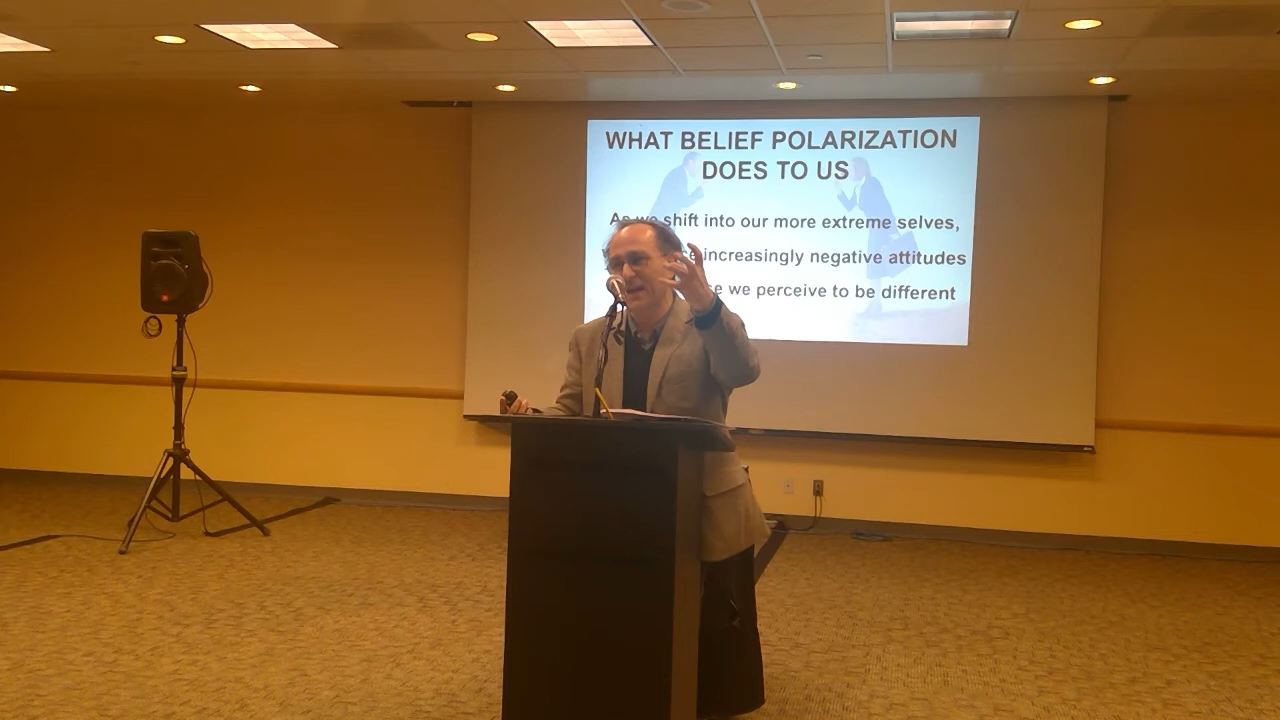 WHAT BELIEF POLARIZATION
DOES TO US
As we shift into our more extreme selves,
increasingly negative attitudes
we perceive to be different